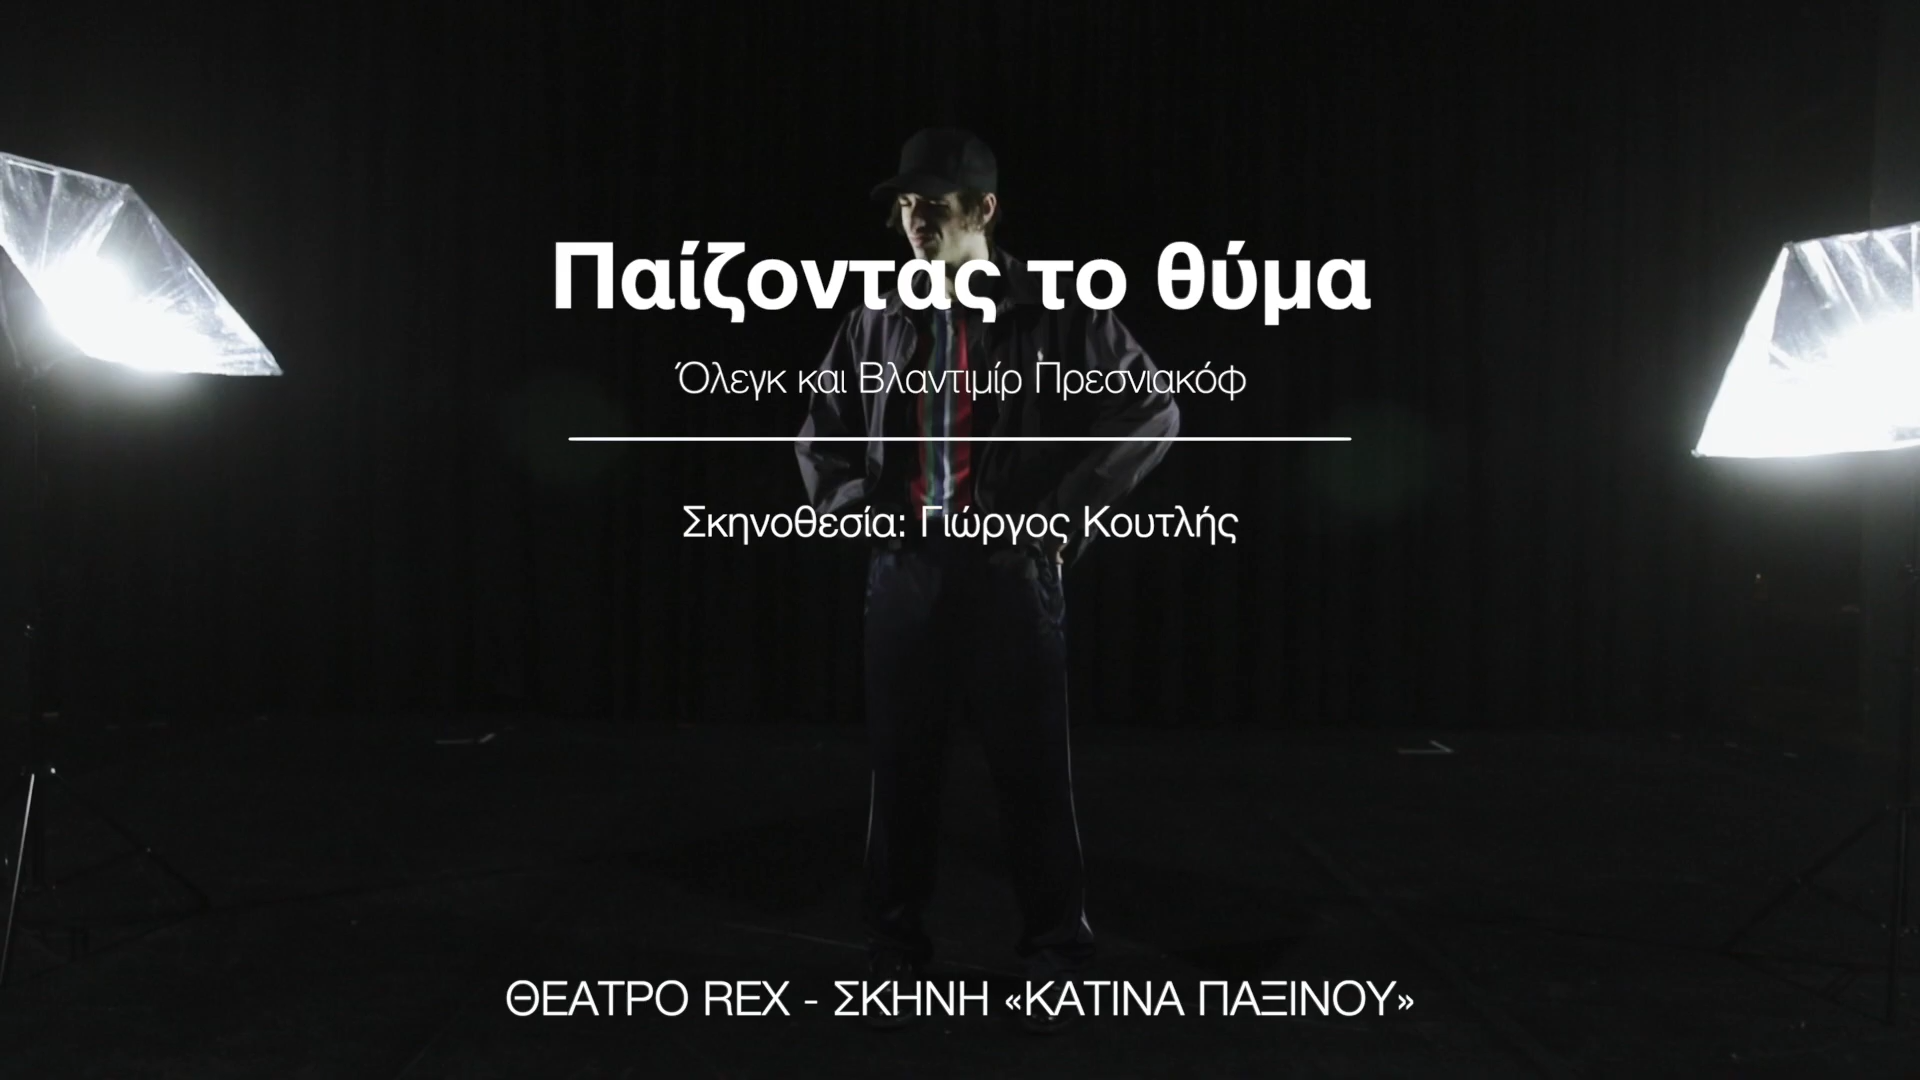 Παίζοντας το θύμα
Όλεγκ και Βλαντιμίρ Πρεσνιακόφ
Σκηνοθεσία: Γιώργος Κουτλής
ΘΕΑΤΡΟ REX - ΣΚΗΝΗ «ΚΑΤΙΝΑ ΠΑΞΙΝΟΥ»